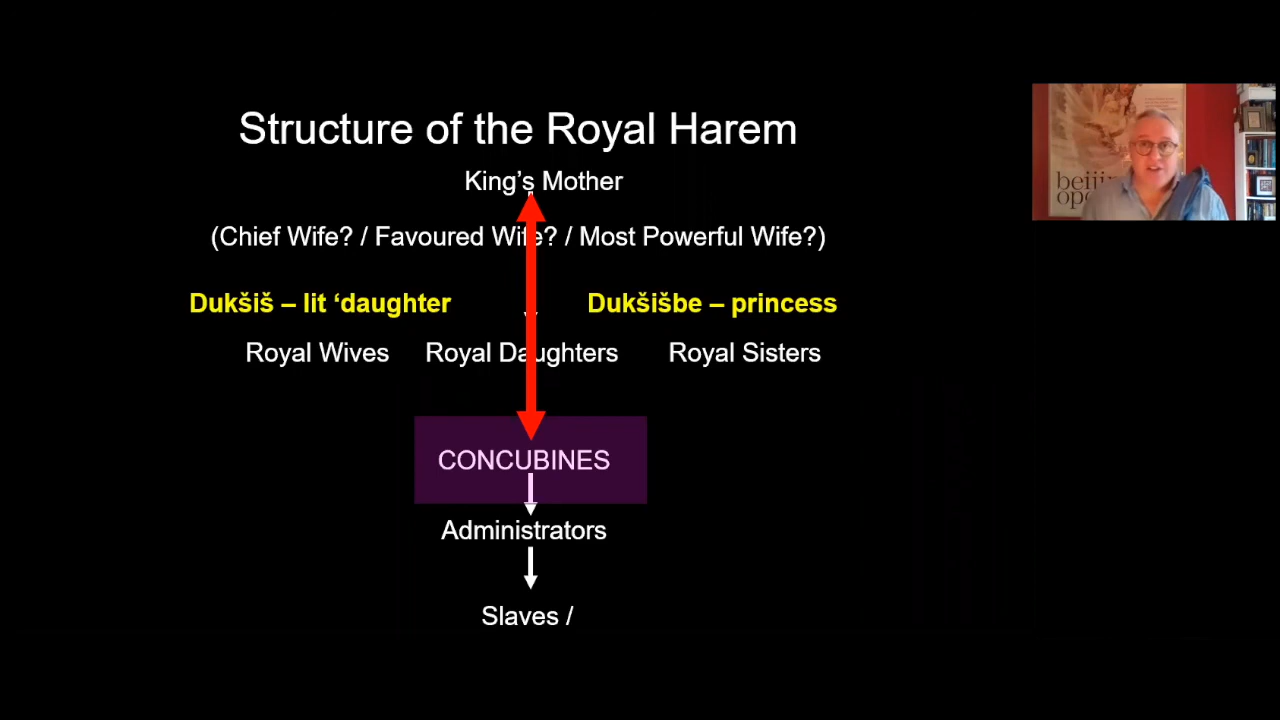 Structure of the Royal Harem
King's Mother
(Chief Wife? / Favoured Wife? / Most Powerful Wife?)
Dukšiš – lit 'daughter
Dukšišbe – princess
Royal Wives
Royal Daughters
Royal Sisters
CONCUBINES
Administrators
Slaves /